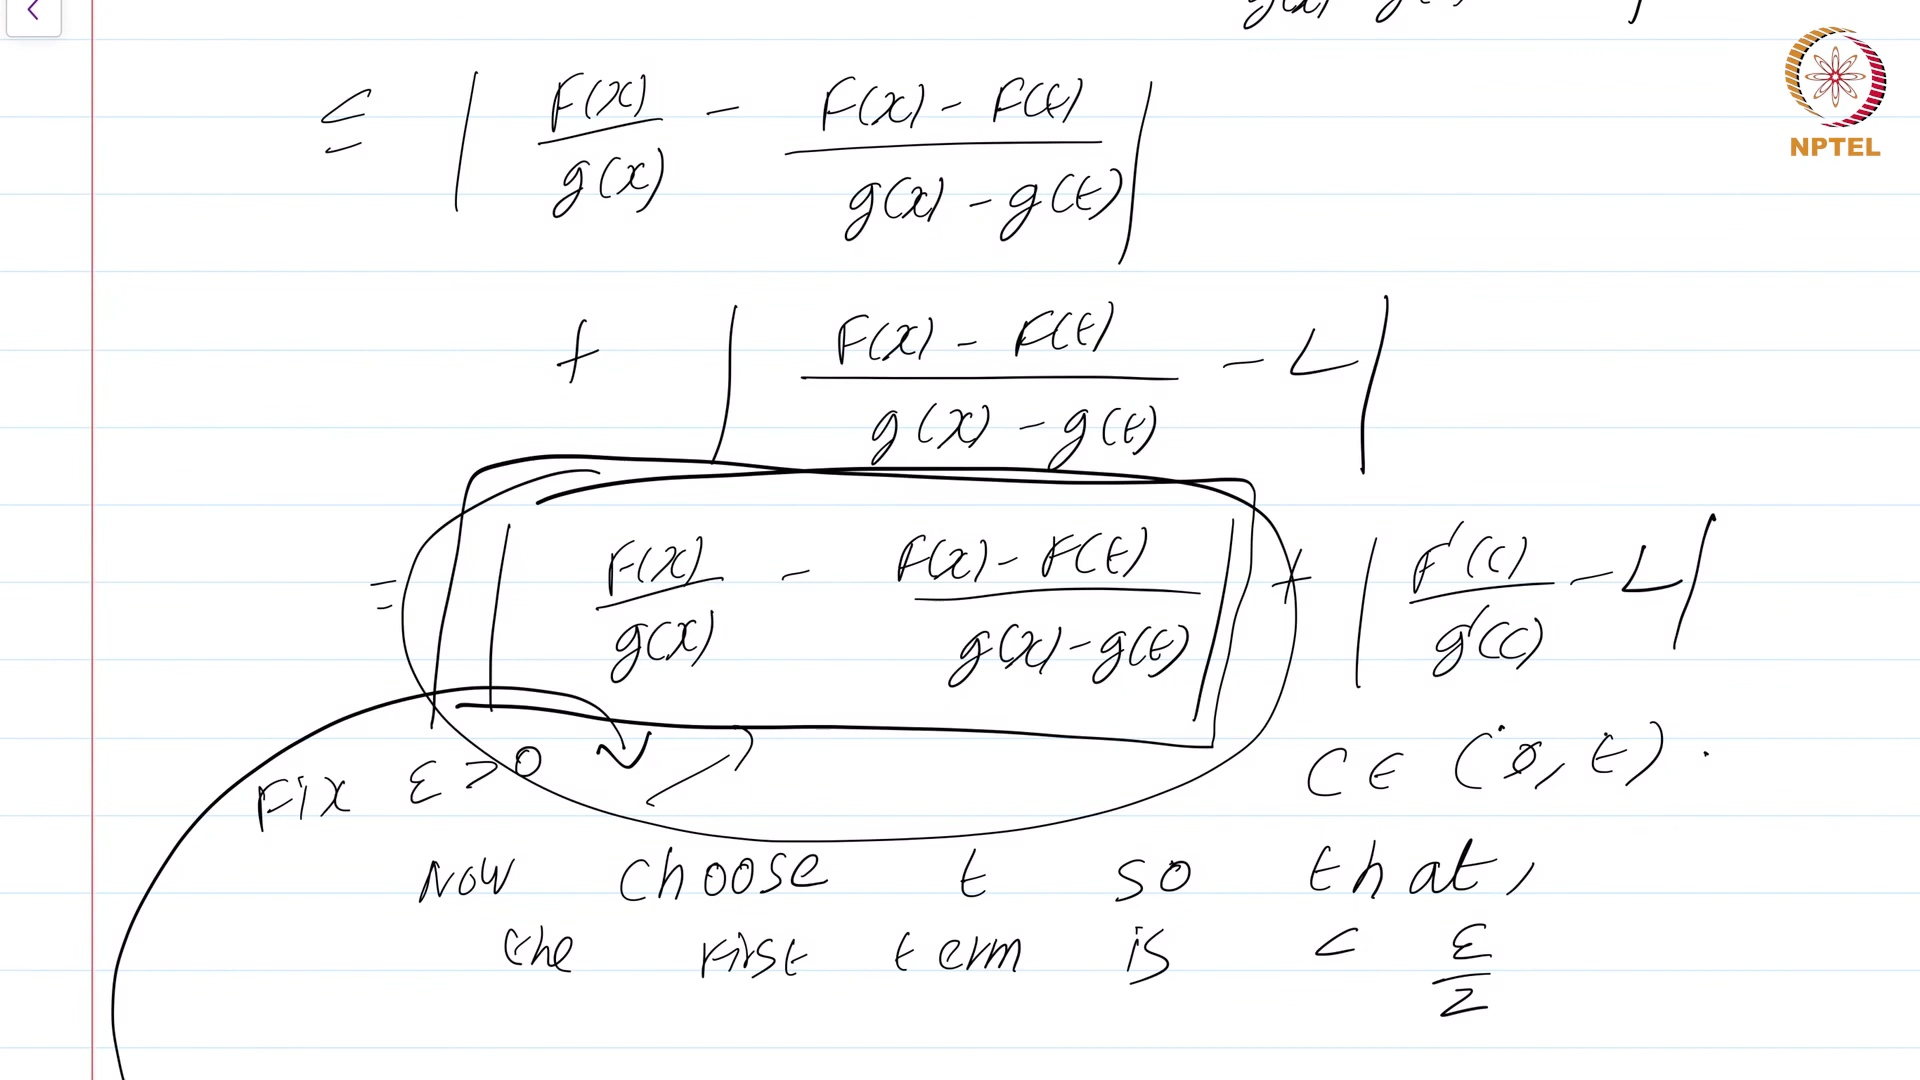 ≤ | F(x)/g(x) - F(x) - F(t)/g(x) - g(t) |
NPTEL
+ | F(x) - F(t)/g(x) - g(t) - L |
= | F(x)/g(x) - F(x) - F(t)/g(x) - g(t) | + | F'(c)/g'(c) - L |
Fix ε > 0
C ∈ (x, t).
Now choose t so that,
the first term is < ε/2